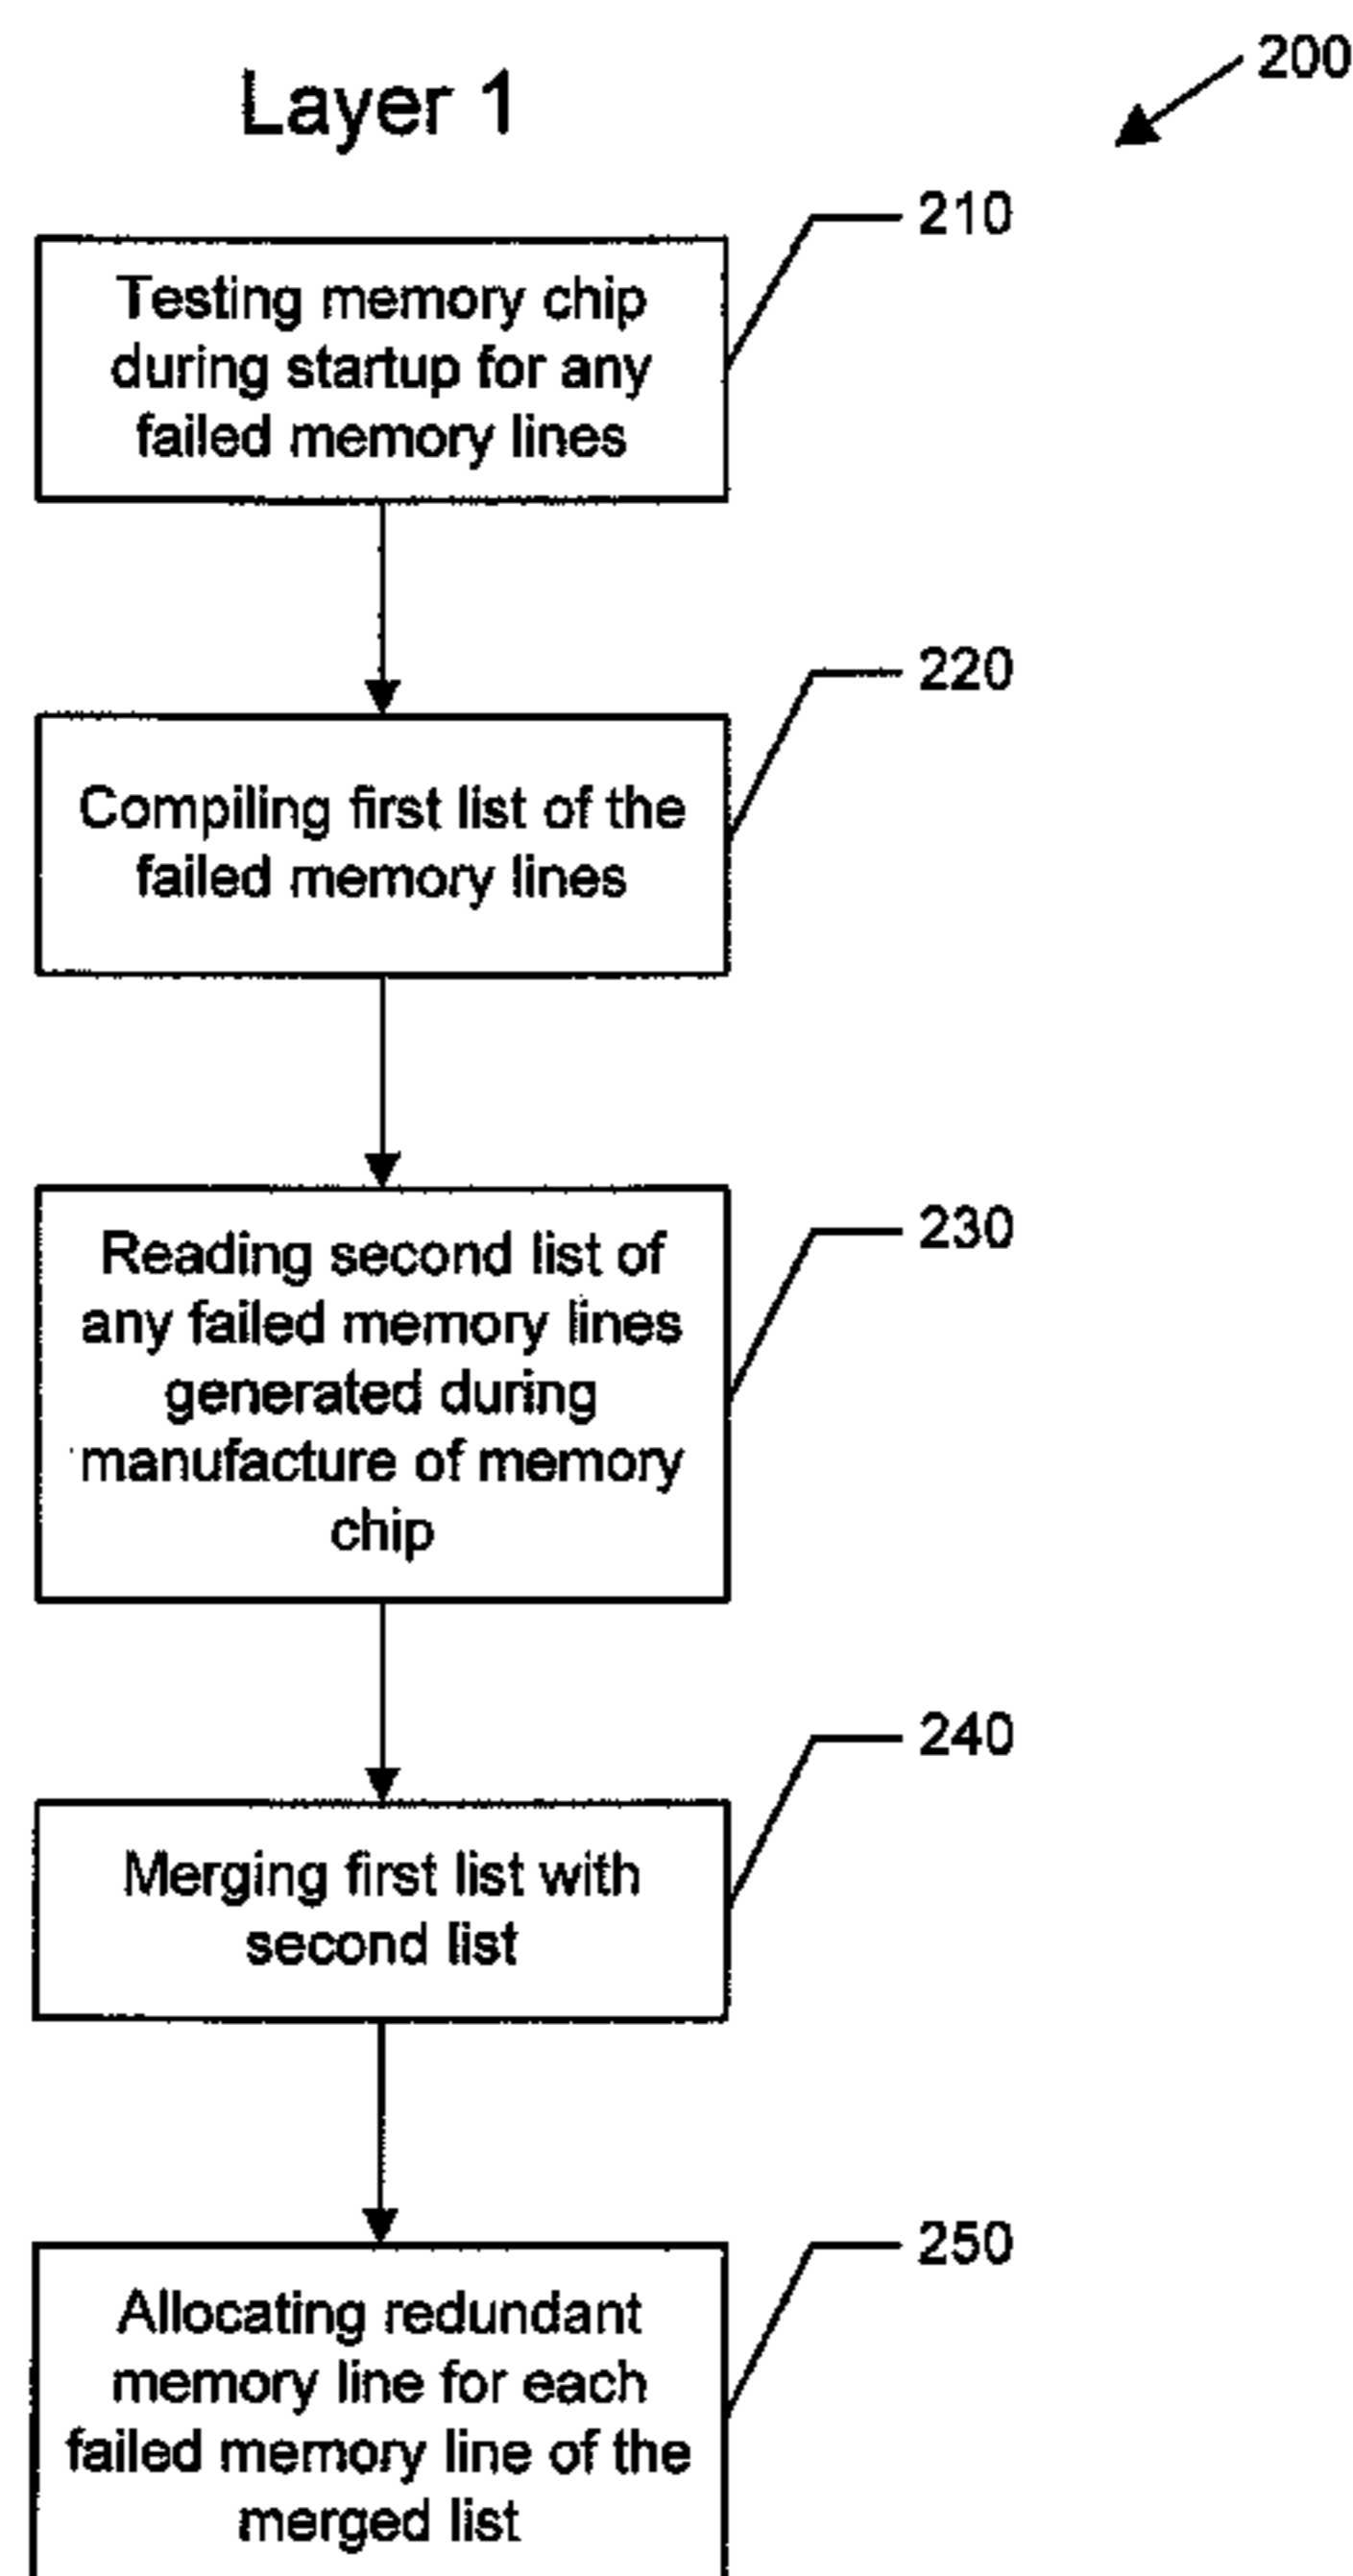 200
Layer 1
210
Testing memory chip
during startup for any
failed memory lines
220
Compiling first list of the
failed memory lines
230
Reading second list of
any failed memory lines
generated during
manufacture of memory
chip
240
Merging first list with
second list
250
Allocating redundant
memory line for each
failed memory line of the
merged list